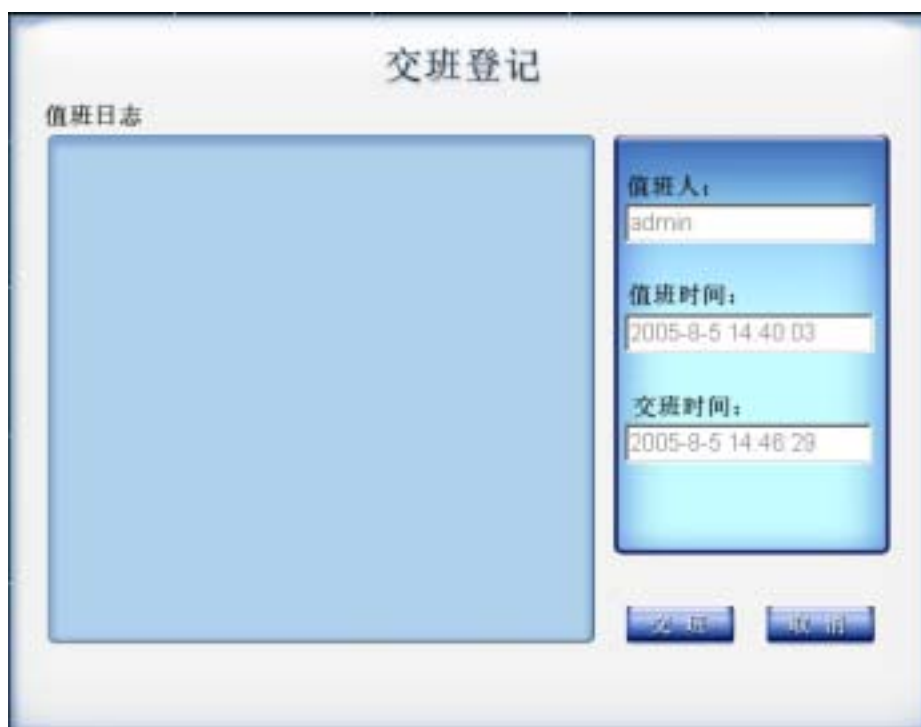 交班登记
值班日志
值班人：
admin
值班时间：
2005-8-5 14:40:03
交班时间：
2005-8-5 14:46:29
交 班
取 消